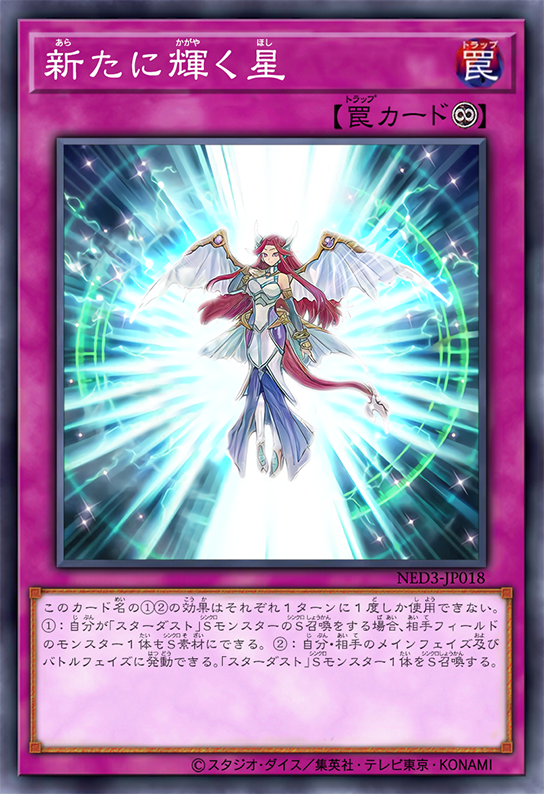 新たに輝く星
罠
【罠カード】
NED3-JP018
このカード名の①②の効果はそれぞれ１ターンに１度しか使用できない。
①：自分が「スターダスト」SモンスターのS召喚をする場合、相手フィールド
のモンスター１体もS素材にできる。②：自分・相手のメインフェイズ及び
バトルフェイズに発動できる。「スターダスト」Sモンスター１体をS召喚する。
©スタジオ・ダイス／集英社・テレビ東京・KONAMI